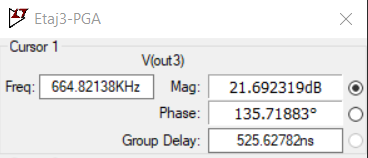 Etaj3-PGA
Cursor 1
V(out3)
Freq: 664.82138KHz Mag: 21.692319dB
Phase: 135.71883°
Group Delay: 525.62782ns